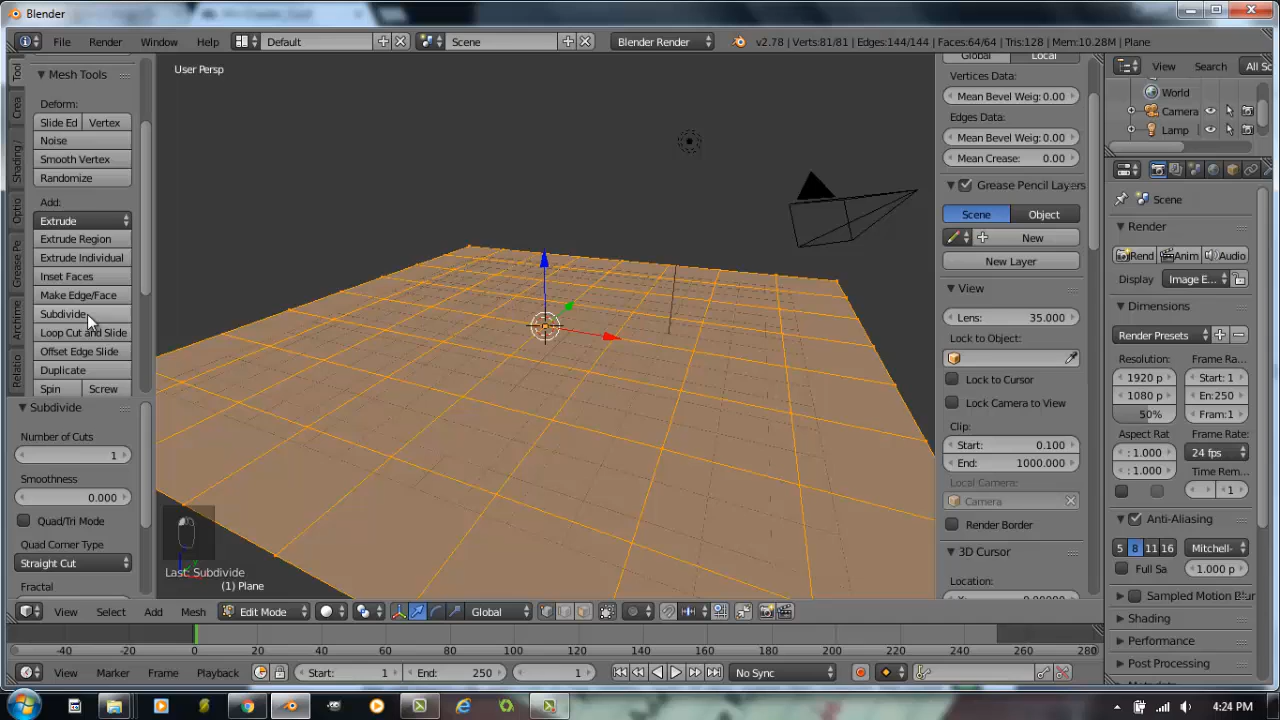 Blender
File Render Window Help Default Scene Blender Render v2.78 | Verts:81/81 | Edges:144/144 | Faces:64/64 | Tris:128 | Mem:10.28M | Plane
Tool
Crea
Shading /
Optio
Grease Pe
Archime
Relatio
Mesh Tools
Deform:
Slide Ed Vertex
Noise
Smooth Vertex
Randomize
Add:
Extrude
Extrude Region
Extrude Individual
Inset Faces
Make Edge/Face
Subdivide
Loop Cut and Slide
Offset Edge Slide
Duplicate
Spin Screw
Subdivide
Number of Cuts
1
Smoothness
0.000
Quad/Tri Mode
Quad Corner Type
Straight Cut
Fractal
User Persp
Last: Subdivide
(1) Plane
Global Local
Vertices Data:
Mean Bevel Weig: 0.00
Edges Data:
Mean Bevel Weig: 0.00
Mean Crease: 0.00
Grease Pencil Layers
Scene Object
New
New Layer
View
Lens: 35.000
Lock to Object:
Lock to Cursor
Lock Camera to View
Clip:
Start: 0.100
End: 1000.000
Local Camera:
Camera
Render Border
3D Cursor
Location:
View Search All Sc
World
Camera
Lamp
Scene
Render
Rend Anim Audio
Display Image E...
Dimensions
Render Presets
Resolution: Frame Ra...
1920 p Start: 1
1080 p En:250
50% Fram:1
Aspect Rat Frame Rate:
: 1.000 24 fps
: 1.000 Time Rem...
1
Anti-Aliasing
5 8 11 16 Mitchell-
Full Sa 1.000 p
Sampled Motion Blur
Shading
Performance
Post Processing
View Select Add Mesh Edit Mode Global
-40 -20 0 20 40 60 80 100 120 140 160 180 200 220 240 260 280
View Marker Frame Playback Start: 1 End: 250 1 No Sync
4:24 PM